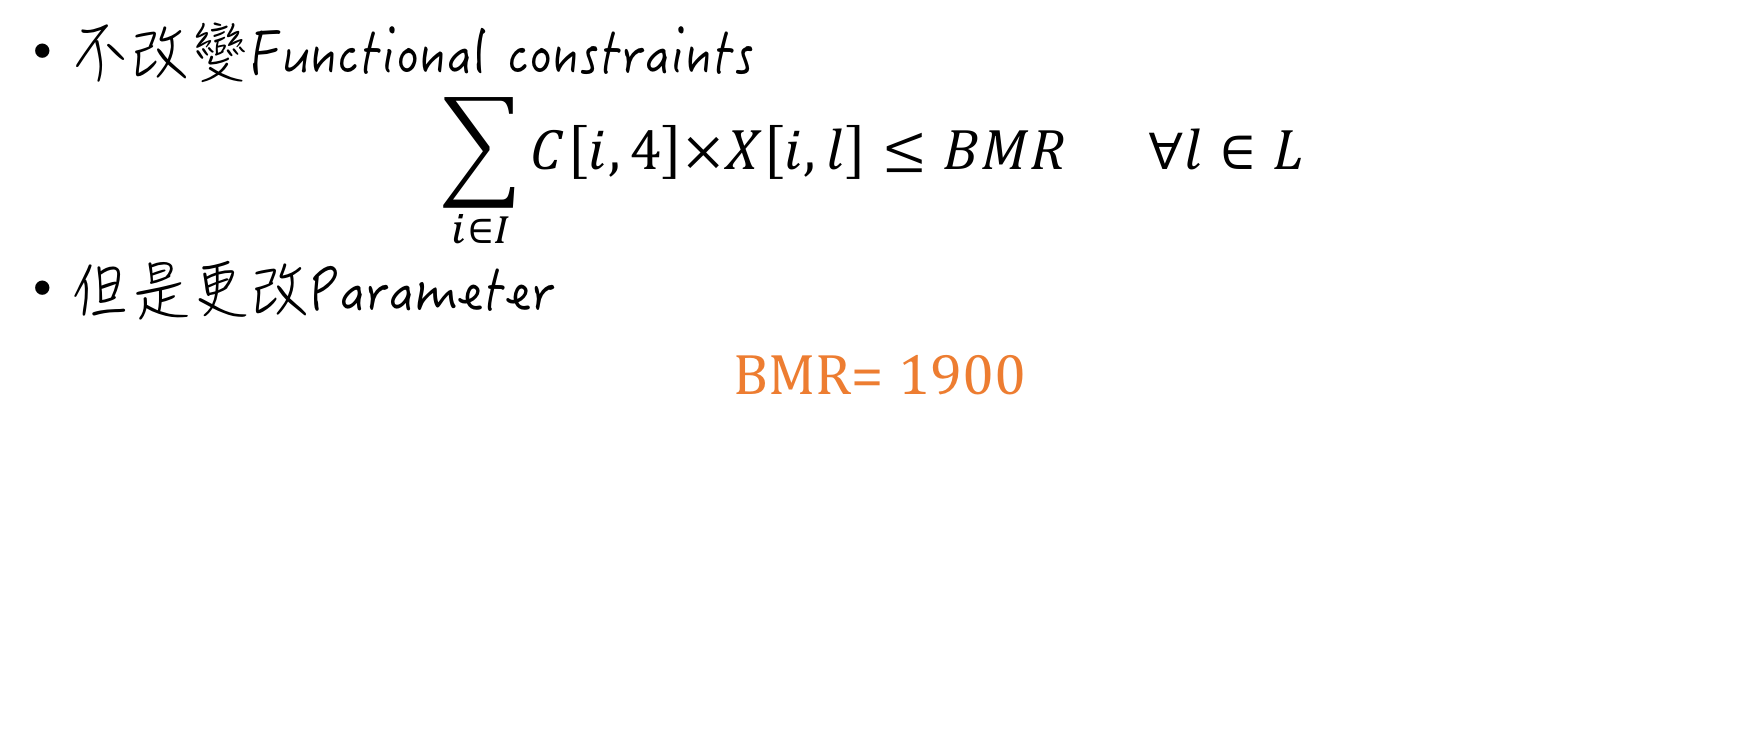 • 不改變Functional constraints
∑ C[i,4]×X[i,l] ≤ BMR ∀l ∈ L
i∈I
• 但是更改Parameter
BMR= 1900